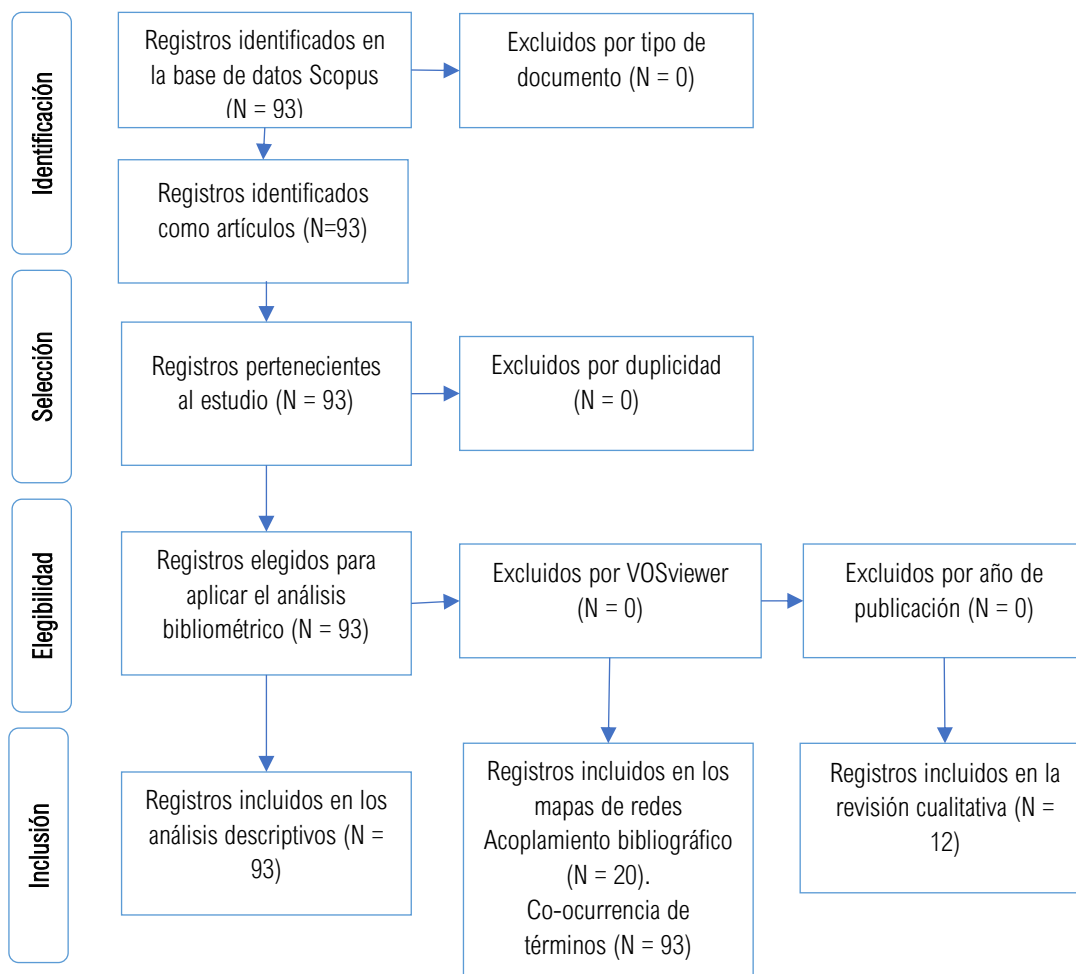 Identificación
Registros identificados en
la base de datos Scopus
(N = 93)
Excluidos por tipo de
documento (N = 0)
Registros identificados
como artículos (N=93)
Selección
Registros pertenecientes
al estudio (N = 93)
Excluidos por duplicidad
(N = 0)
Elegibilidad
Registros elegidos para
aplicar el análisis
bibliométrico (N = 93)
Excluidos por VOSviewer
(N = 0)
Excluidos por año de
publicación (N = 0)
Inclusión
Registros incluidos en los
análisis descriptivos (N =
93)
Registros incluidos en los
mapas de redes
Acoplamiento bibliográfico
(N = 20).
Co-ocurrencia de
términos (N = 93)
Registros incluidos en la
revisión cualitativa (N =
12)